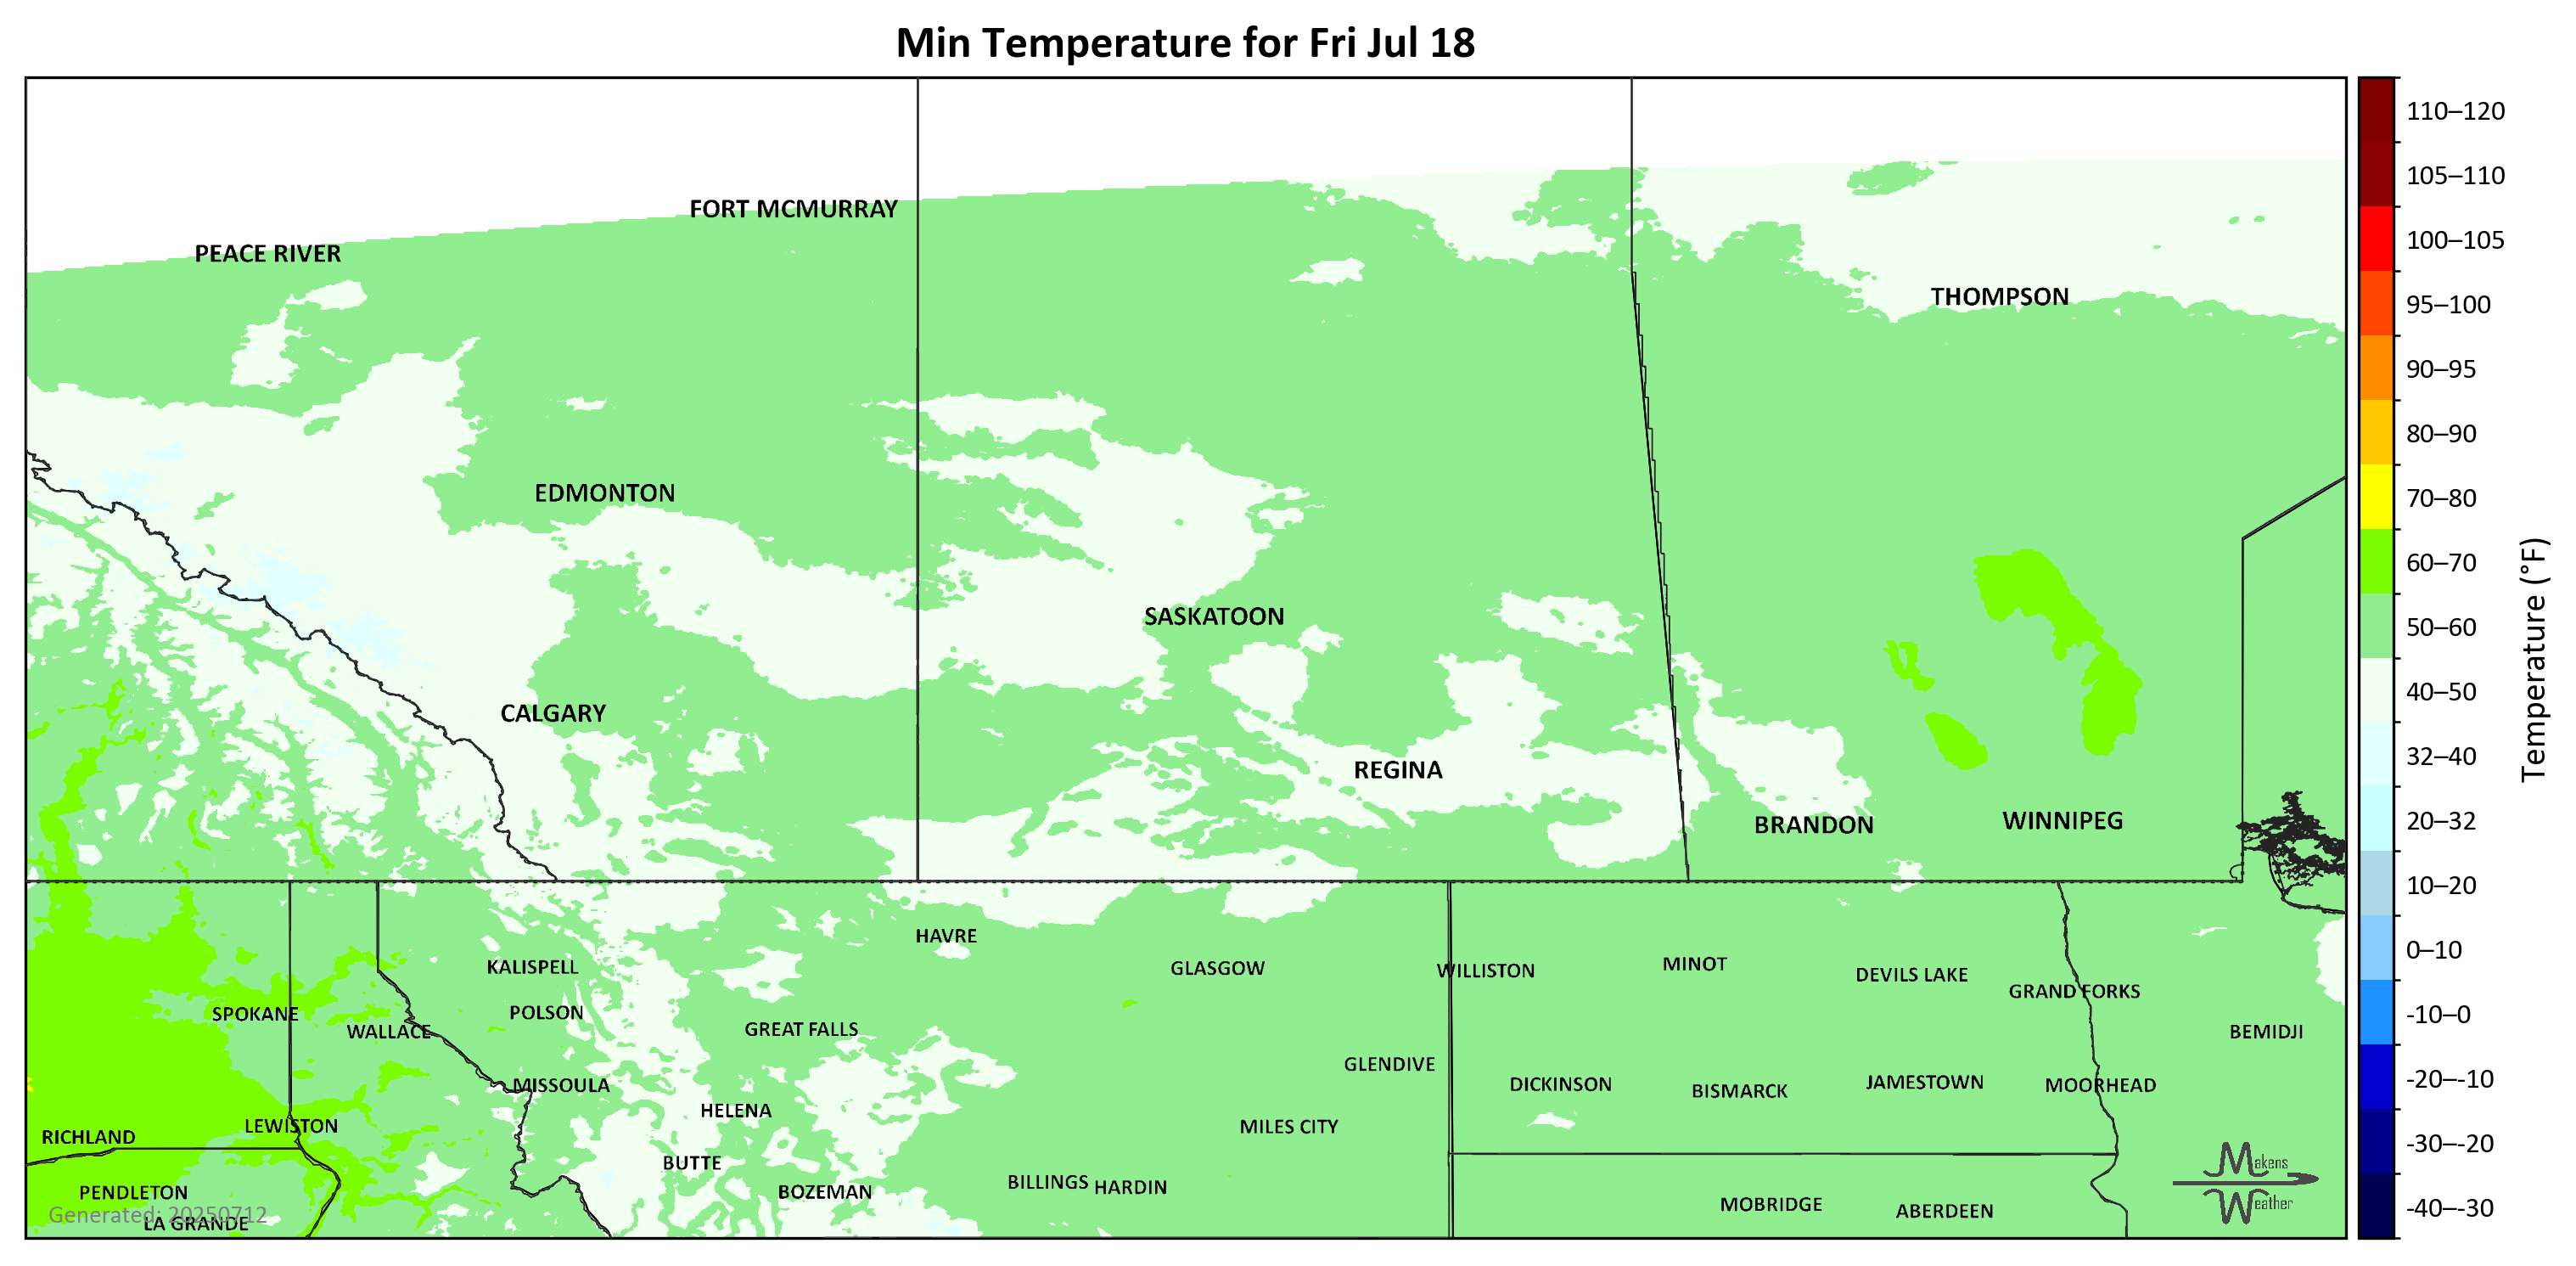 Min Temperature for Fri Jul 18
110–120
105–110
FORT MCMURRAY
100–105
PEACE RIVER
THOMPSON
95–100
90–95
80–90
EDMONTON
70–80
60–70
SASKATOON
50–60
Temperature (°F)
40–50
CALGARY
32–40
REGINA
BRANDON
WINNIPEG
20–32
10–20
HAVRE
0–10
KALISPELL
GLASGOW
WILLISTON
MINOT
DEVILS LAKE
GRAND FORKS
SPOKANE
POLSON
-10–0
WALLACE
GREAT FALLS
BEMIDJI
GLENDIVE
MISSOULA
DICKINSON
BISMARCK
JAMESTOWN
MOORHEAD
-20–-10
HELENA
LEWISTON
MILES CITY
RICHLAND
-30–-20
BUTTE
Makens
PENDLETON
BOZEMAN
BILLINGS
HARDIN
Weather
Generated: 20250712
LA GRANDE
MOBRIDGE
ABERDEEN
-40–-30